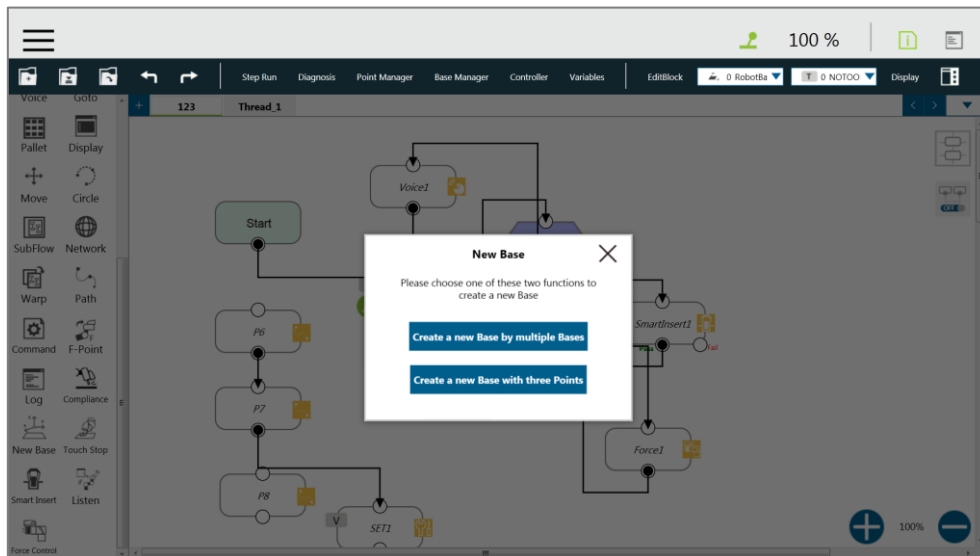 100 %
Step Run Diagnosis Point Manager Base Manager Controller Variables EditBlock 0 RobotBa T 0 NOTOO Display
Voice Goto
123 Thread_1
Pallet Display
Move Circle
SubFlow Network
Warp Path
Command F-Point
Log Compliance
New Base Touch Stop
Smart Insert Listen
Force Control
Voice1
Start
OFF
New Base
Please choose one of these two functions to
create a new Base
Create a new Base by multiple Bases
Create a new Base with three Points
P6
SmartInsert1
Pass Fail
P7
Force1
P8
V
SET1
100%